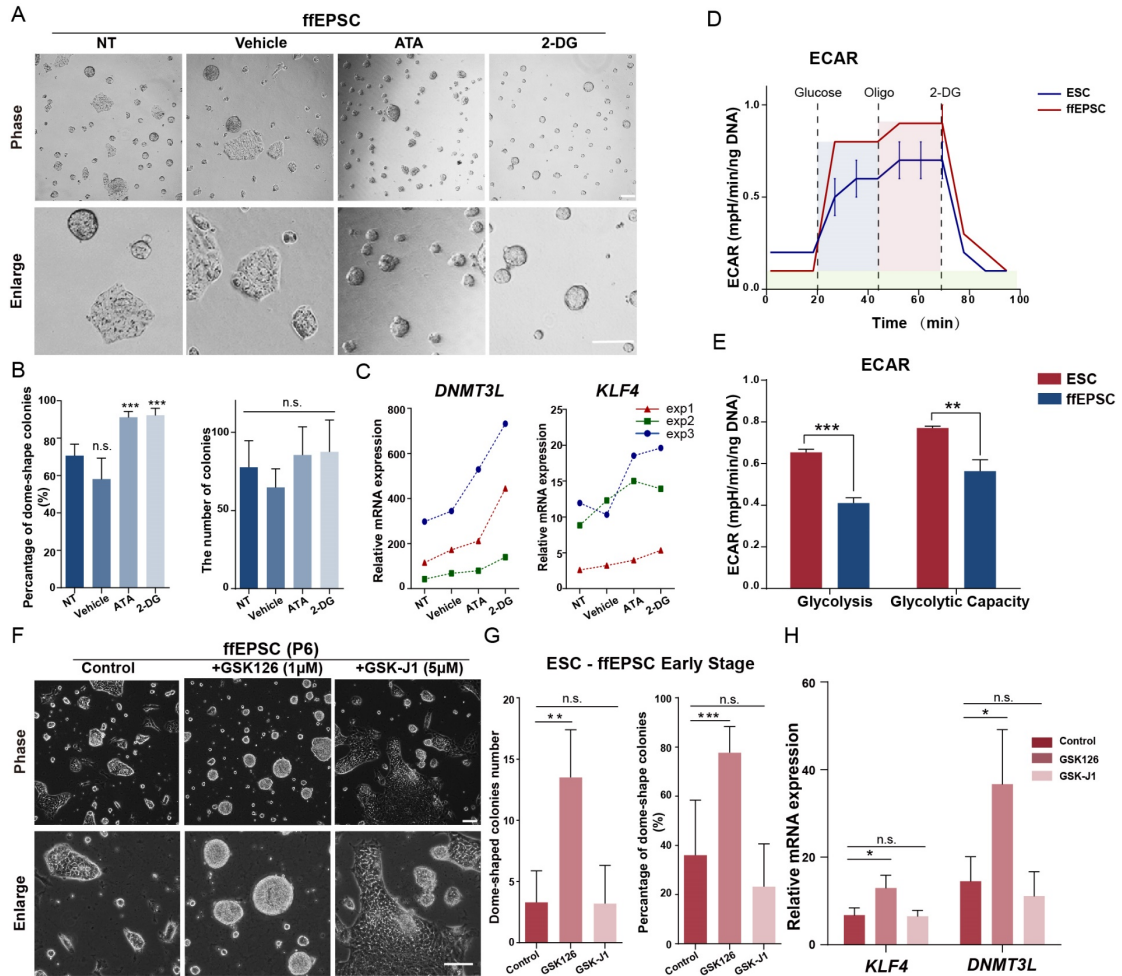 A
ffEPSC
NT Vehicle ATA 2-DG
Phase
Enlarge
B
Percantage of dome-shape colonies
(%)
100
80
60
40
20
0
n.s.
***
***
NT Vehicle ATA 2-DG
The number of colonies
100
50
0
n.s.
NT Vehicle ATA 2-DG
C
DNMT3L
Relative mRNA expression
800
600
400
200
0
NT Vehicle ATA 2-DG
KLF4
Relative mRNA expression
25
20
15
10
5
0
exp1
exp2
exp3
NT Vehicle ATA 2-DG
D
ECAR
Glucose Oligo 2-DG
ESC
ffEPSC
ECAR (mpH/min/ng DNA)
1.0
0.5
0.0
0 20 40 60 80 100
Time (min)
E
ECAR
ECAR (mpH/min/ng DNA)
1.0
0.8
0.6
0.4
0.2
0.0
***
**
ESC
ffEPSC
Glycolysis Glycolytic Capacity
F
ffEPSC (P6)
Control +GSK126 (1μM) +GSK-J1 (5μM)
Phase
Enlarge
G
ESC - ffEPSC Early Stage
Dome-shaped colonies number
20
15
10
5
0
n.s.
**
Control GSK126 GSK-J1
Percentage of dome-shape colonies
(%)
100
80
60
40
20
0
n.s.
***
Control GSK126 GSK-J1
H
Relative mRNA expression
60
40
20
0
n.s.
*
n.s.
*
Control
GSK126
GSK-J1
KLF4 DNMT3L